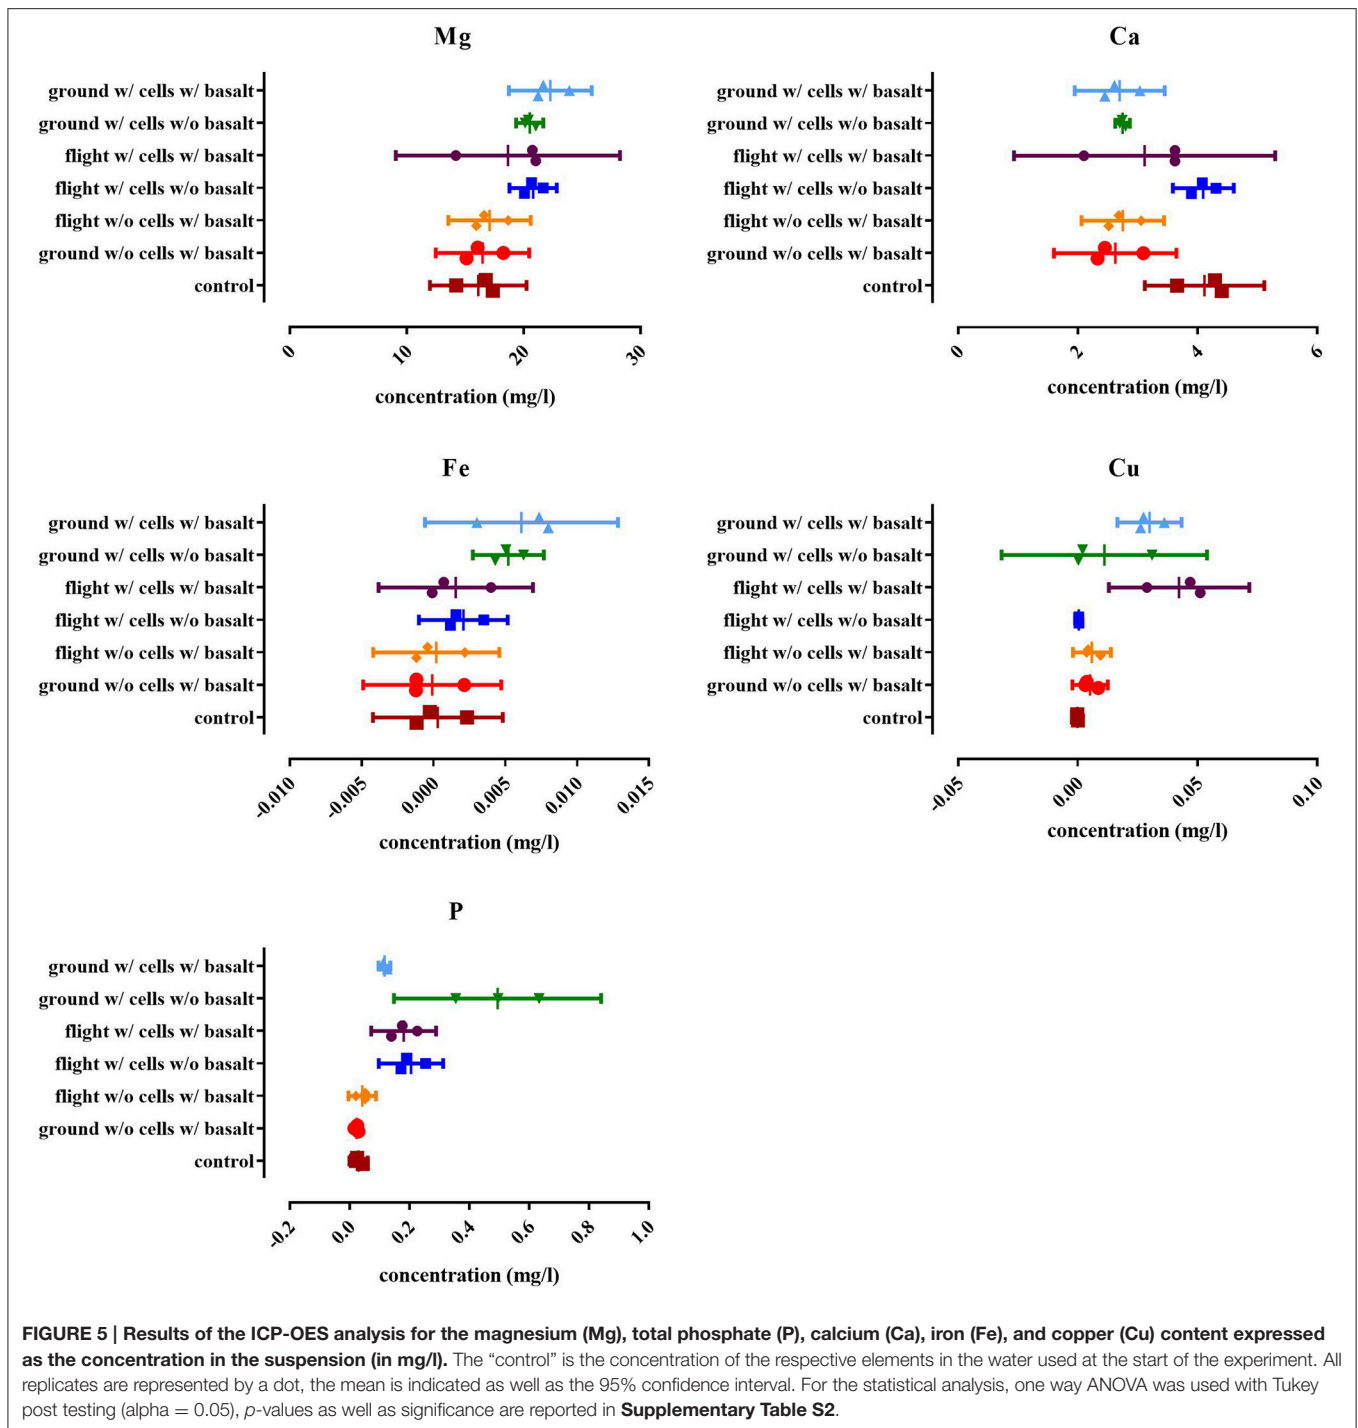 Mg
ground w/ cells w/ basalt
ground w/ cells w/o basalt
flight w/ cells w/ basalt
flight w/ cells w/o basalt
flight w/o cells w/ basalt
ground w/o cells w/ basalt
control
0 10 20 30
concentration (mg/l)
Ca
ground w/ cells w/ basalt
ground w/ cells w/o basalt
flight w/ cells w/ basalt
flight w/ cells w/o basalt
flight w/o cells w/ basalt
ground w/o cells w/ basalt
control
0 2 4 6
concentration (mg/l)
Fe
ground w/ cells w/ basalt
ground w/ cells w/o basalt
flight w/ cells w/ basalt
flight w/ cells w/o basalt
flight w/o cells w/ basalt
ground w/o cells w/ basalt
control
-0.010 -0.005 0.000 0.005 0.010 0.015
concentration (mg/l)
Cu
ground w/ cells w/ basalt
ground w/ cells w/o basalt
flight w/ cells w/ basalt
flight w/ cells w/o basalt
flight w/o cells w/ basalt
ground w/o cells w/ basalt
control
-0.05 0.00 0.05 0.10
concentration (mg/l)
P
ground w/ cells w/ basalt
ground w/ cells w/o basalt
flight w/ cells w/ basalt
flight w/ cells w/o basalt
flight w/o cells w/ basalt
ground w/o cells w/ basalt
control
-0.2 0.0 0.2 0.4 0.6 0.8 1.0
concentration (mg/l)
FIGURE 5 | Results of the ICP-OES analysis for the magnesium (Mg), total phosphate (P), calcium (Ca), iron (Fe), and copper (Cu) content expressed
as the concentration in the suspension (in mg/l). The “control” is the concentration of the respective elements in the water used at the start of the experiment. All
replicates are represented by a dot, the mean is indicated as well as the 95% confidence interval. For the statistical analysis, one way ANOVA was used with Tukey
post testing (alpha = 0.05), p-values as well as significance are reported in Supplementary Table S2.